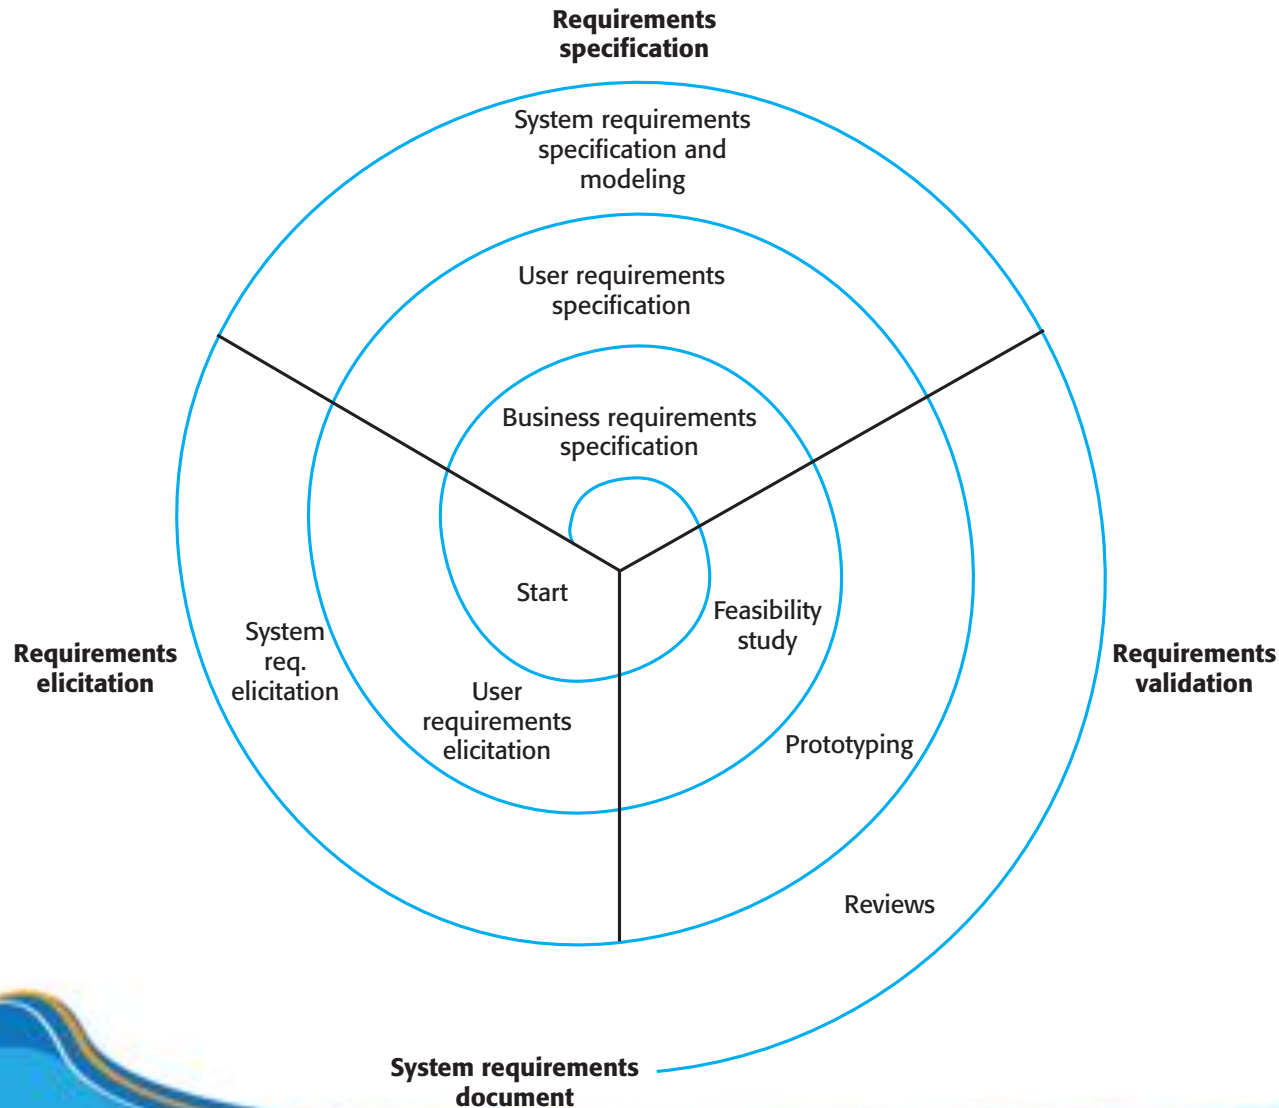 Requirements
specification
System requirements
specification and
modeling
User requirements
specification
Business requirements
specification
Start
Feasibility
study
System
req.
elicitation
Requirements
elicitation
Requirements
validation
User
requirements
elicitation
Prototyping
Reviews
System requirements
document